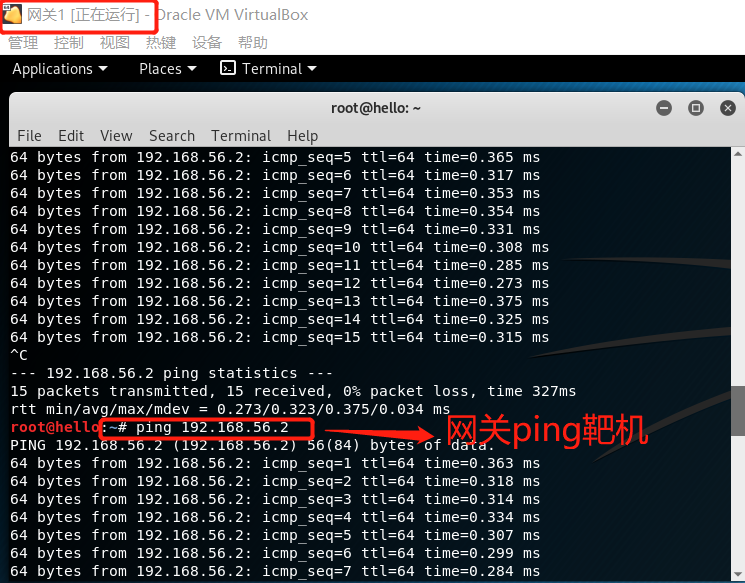 网关1 [正在运行] - Oracle VM VirtualBox
管理 控制 视图 热键 设备 帮助
Applications Places Terminal
root@hello: ~
File Edit View Search Terminal Help
64 bytes from 192.168.56.2: icmp_seq=5 ttl=64 time=0.365 ms
64 bytes from 192.168.56.2: icmp_seq=6 ttl=64 time=0.317 ms
64 bytes from 192.168.56.2: icmp_seq=7 ttl=64 time=0.353 ms
64 bytes from 192.168.56.2: icmp_seq=8 ttl=64 time=0.354 ms
64 bytes from 192.168.56.2: icmp_seq=9 ttl=64 time=0.331 ms
64 bytes from 192.168.56.2: icmp_seq=10 ttl=64 time=0.308 ms
64 bytes from 192.168.56.2: icmp_seq=11 ttl=64 time=0.285 ms
64 bytes from 192.168.56.2: icmp_seq=12 ttl=64 time=0.273 ms
64 bytes from 192.168.56.2: icmp_seq=13 ttl=64 time=0.375 ms
64 bytes from 192.168.56.2: icmp_seq=14 ttl=64 time=0.325 ms
64 bytes from 192.168.56.2: icmp_seq=15 ttl=64 time=0.315 ms
^C
--- 192.168.56.2 ping statistics ---
15 packets transmitted, 15 received, 0% packet loss, time 327ms
rtt min/avg/max/mdev = 0.273/0.323/0.375/0.034 ms
root@hello:~# ping 192.168.56.2
网关ping靶机
PING 192.168.56.2 (192.168.56.2) 56(84) bytes of data.
64 bytes from 192.168.56.2: icmp_seq=1 ttl=64 time=0.363 ms
64 bytes from 192.168.56.2: icmp_seq=2 ttl=64 time=0.318 ms
64 bytes from 192.168.56.2: icmp_seq=3 ttl=64 time=0.314 ms
64 bytes from 192.168.56.2: icmp_seq=4 ttl=64 time=0.334 ms
64 bytes from 192.168.56.2: icmp_seq=5 ttl=64 time=0.307 ms
64 bytes from 192.168.56.2: icmp_seq=6 ttl=64 time=0.299 ms
64 bytes from 192.168.56.2: icmp_seq=7 ttl=64 time=0.284 ms